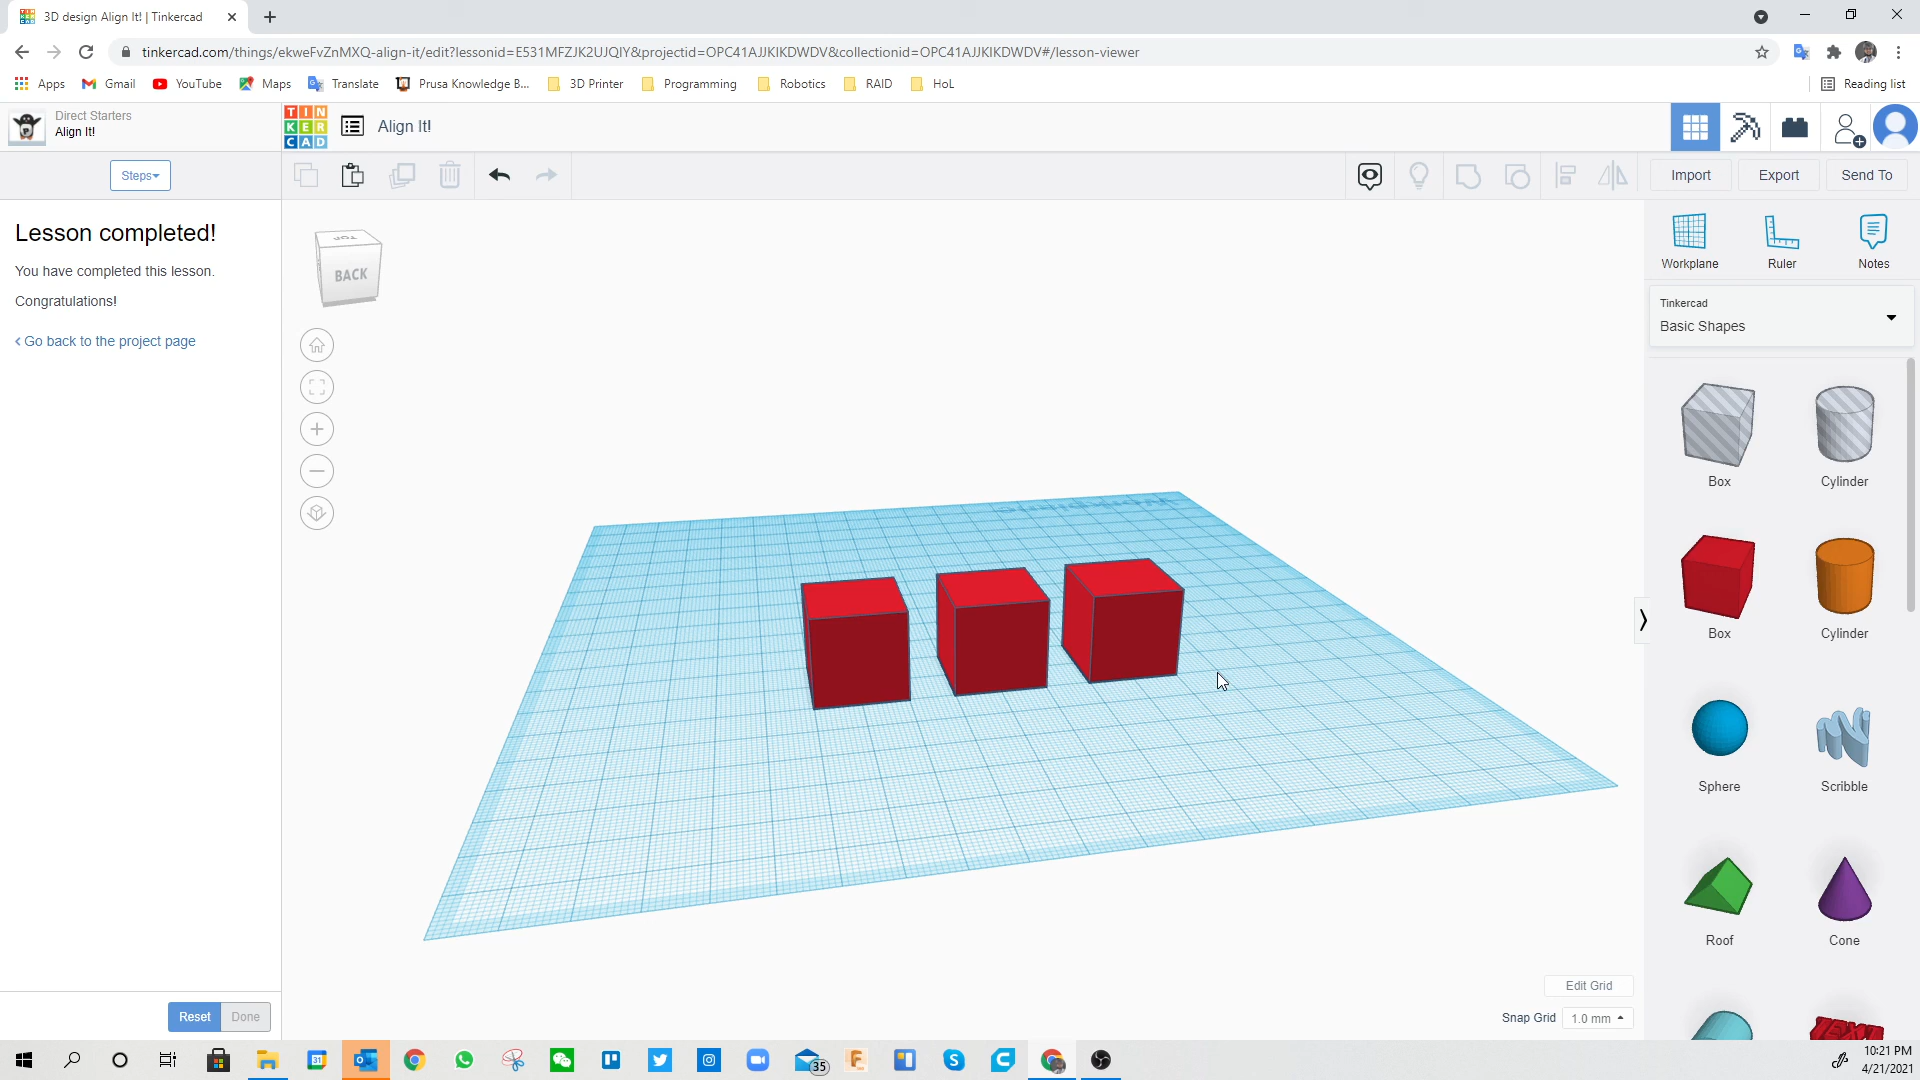 3D design Align It! | Tinkercad
tinkercad.com/things/ekweFvZnMXQ-align-it/edit?lessonid=E531MFZJK2UJQIY&projectid=OPC41AJJKIKDWDV&collectionid=OPC41AJJKIKDWDV#/lesson-viewer
Apps Gmail YouTube Maps Translate Prusa Knowledge B... 3D Printer Programming Robotics RAID HoL Reading list
Direct Starters
Align It!
TIN
KER
CAD
Align It!
Steps
Import Export Send To
Lesson completed!
You have completed this lesson.
Congratulations!
< Go back to the project page
TOP
BACK
Workplane Ruler Notes
Tinkercad
Basic Shapes
Box Cylinder
Box Cylinder
Sphere Scribble
Roof Cone
TEXT
Edit Grid
Snap Grid 1.0 mm
Reset Done
31
35
10:21 PM
4/21/2021